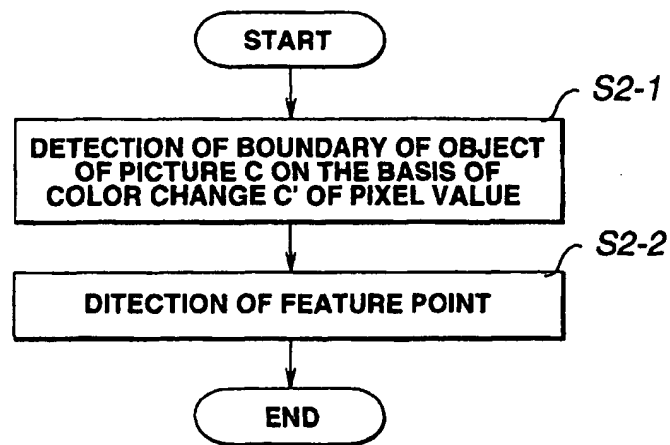 START
S2-1
DETECTION OF BOUNDARY OF OBJECT
OF PICTURE C ON THE BASIS OF
COLOR CHANGE C' OF PIXEL VALUE
S2-2
DITECTION OF FEATURE POINT
END